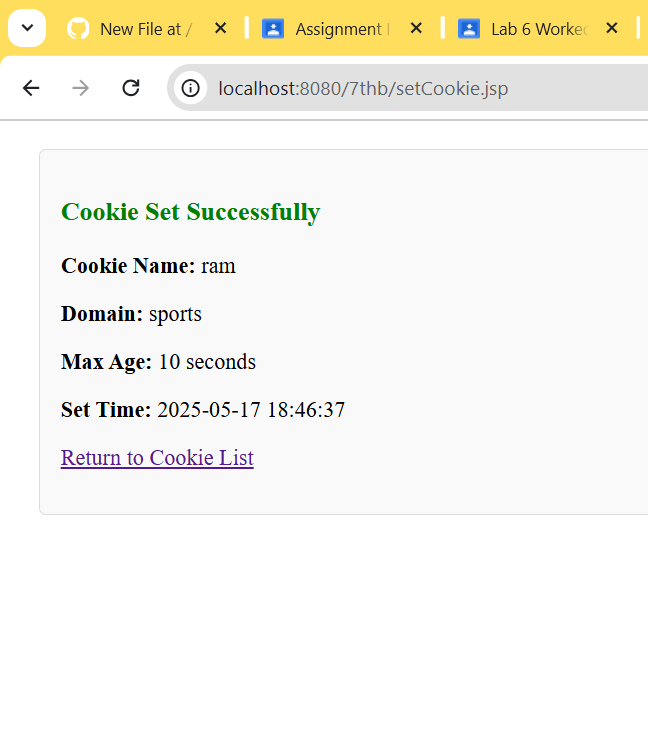 New File at /
Assignment
Lab 6 Worked
localhost:8080/7thb/setCookie.jsp
Cookie Set Successfully
Cookie Name: ram
Domain: sports
Max Age: 10 seconds
Set Time: 2025-05-17 18:46:37
Return to Cookie List